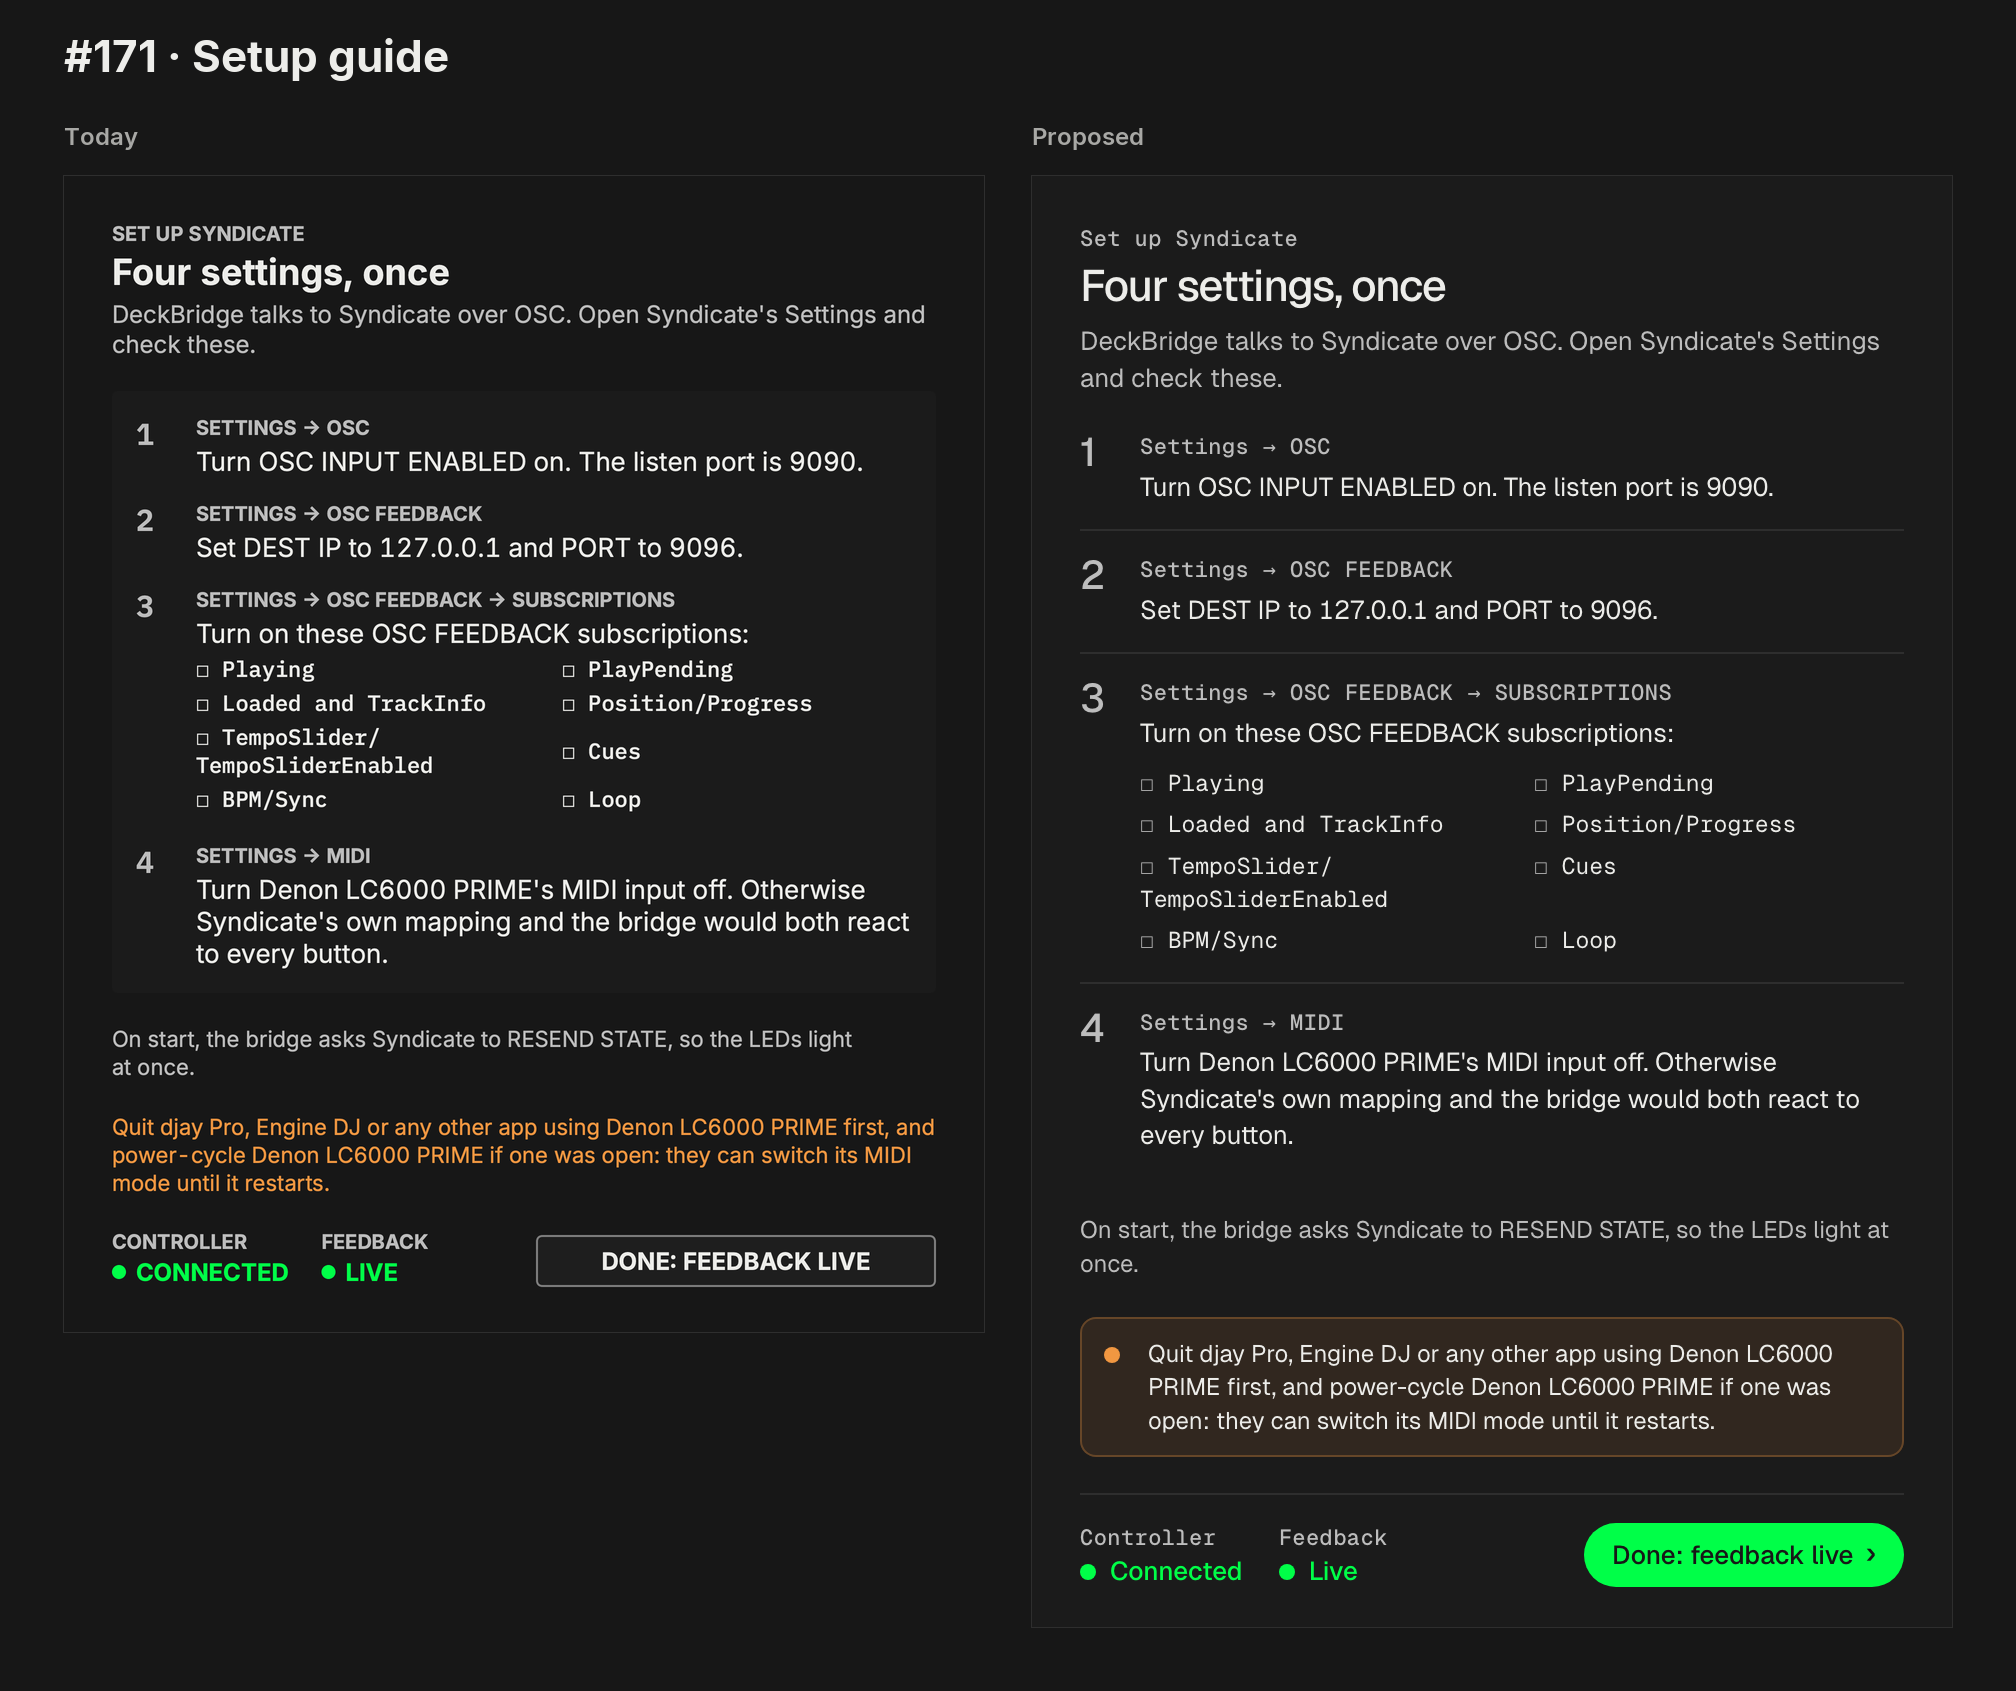 #171 · Setup guide
Today
SET UP SYNDICATE
Four settings, once
DeckBridge talks to Syndicate over OSC. Open Syndicate's Settings and
check these.
1
SETTINGS → OSC
Turn OSC INPUT ENABLED on. The listen port is 9090.
2
SETTINGS → OSC FEEDBACK
Set DEST IP to 127.0.0.1 and PORT to 9096.
3
SETTINGS → OSC FEEDBACK → SUBSCRIPTIONS
Turn on these OSC FEEDBACK subscriptions:
□ Playing
□ PlayPending
□ Loaded and TrackInfo
□ Position/Progress
□ TempoSlider/
TempoSliderEnabled
□ Cues
□ BPM/Sync
□ Loop
4
SETTINGS → MIDI
Turn Denon LC6000 PRIME's MIDI input off. Otherwise
Syndicate's own mapping and the bridge would both react
to every button.
On start, the bridge asks Syndicate to RESEND STATE, so the LEDs light
at once.
Quit djay Pro, Engine DJ or any other app using Denon LC6000 PRIME first, and
power-cycle Denon LC6000 PRIME if one was open: they can switch its MIDI
mode until it restarts.
CONTROLLER
● CONNECTED
FEEDBACK
● LIVE
DONE: FEEDBACK LIVE
Proposed
Set up Syndicate
Four settings, once
DeckBridge talks to Syndicate over OSC. Open Syndicate's Settings
and check these.
1
Settings → OSC
Turn OSC INPUT ENABLED on. The listen port is 9090.
2
Settings → OSC FEEDBACK
Set DEST IP to 127.0.0.1 and PORT to 9096.
3
Settings → OSC FEEDBACK → SUBSCRIPTIONS
Turn on these OSC FEEDBACK subscriptions:
□ Playing
□ PlayPending
□ Loaded and TrackInfo
□ Position/Progress
□ TempoSlider/
TempoSliderEnabled
□ Cues
□ BPM/Sync
□ Loop
4
Settings → MIDI
Turn Denon LC6000 PRIME's MIDI input off. Otherwise
Syndicate's own mapping and the bridge would both react to
every button.
On start, the bridge asks Syndicate to RESEND STATE, so the LEDs light at
once.
Quit djay Pro, Engine DJ or any other app using Denon LC6000
PRIME first, and power-cycle Denon LC6000 PRIME if one was
open: they can switch its MIDI mode until it restarts.
Controller
● Connected
Feedback
● Live
Done: feedback live ›